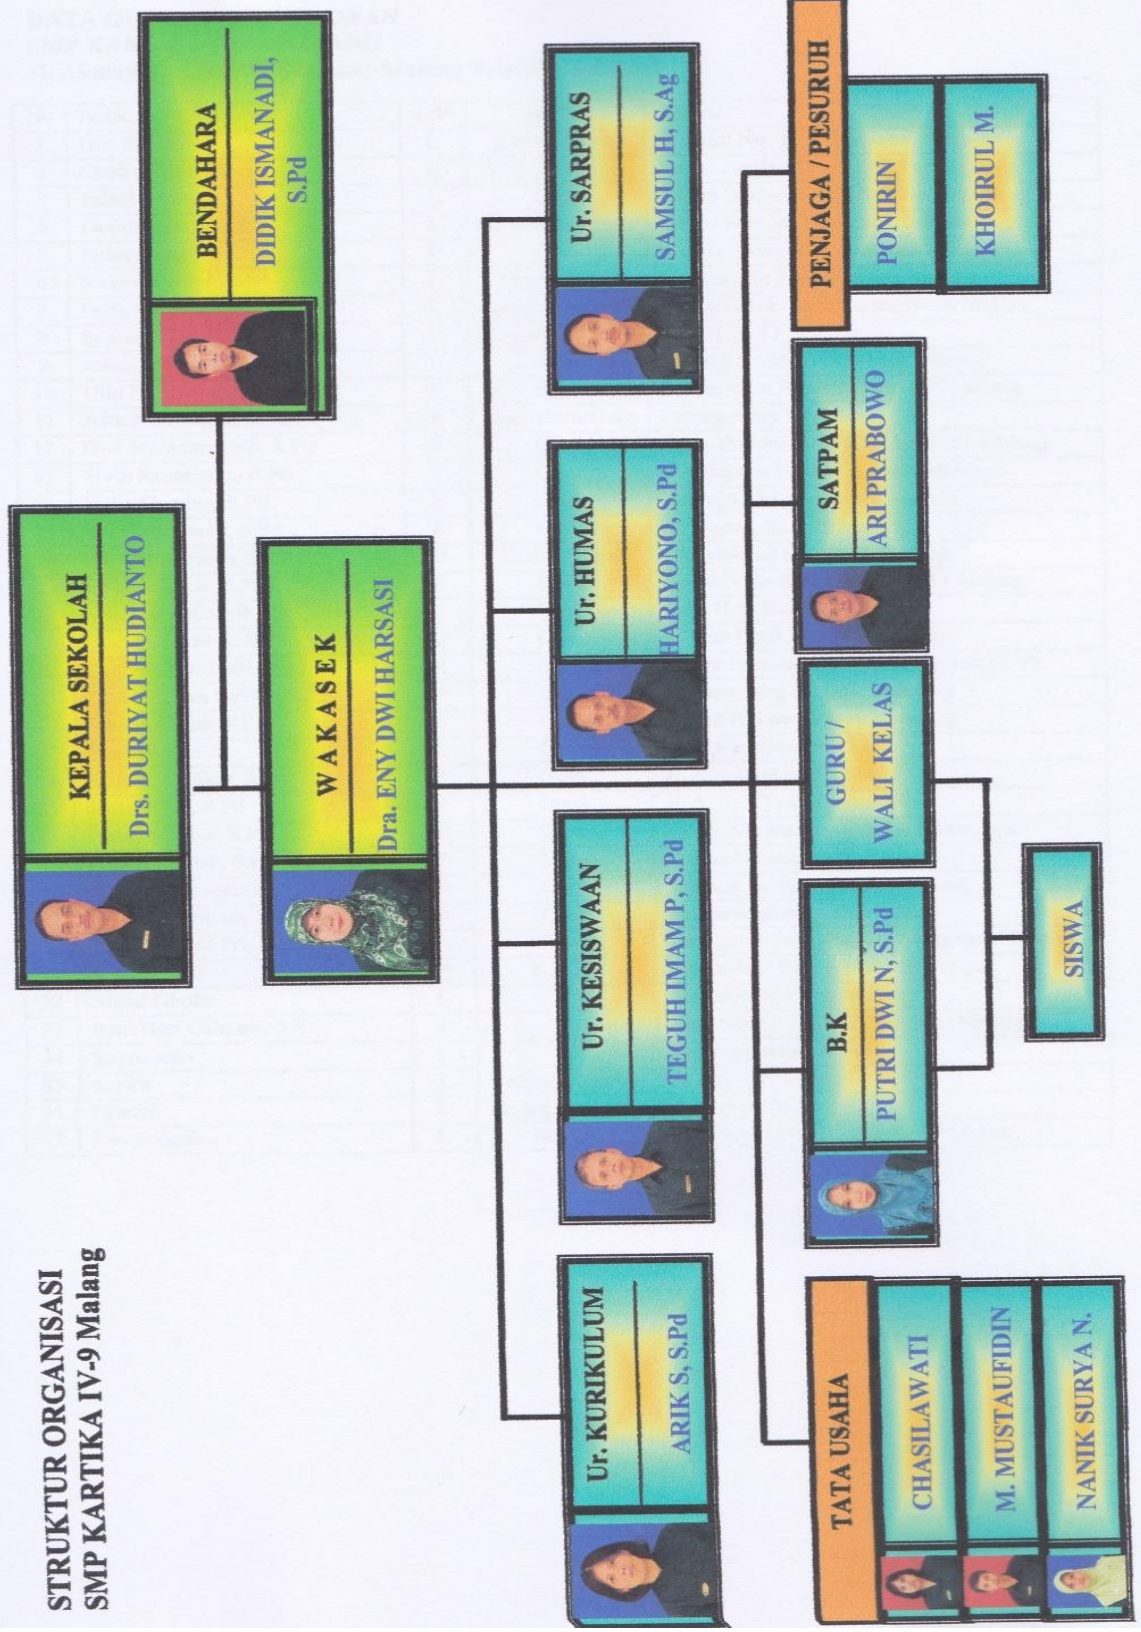 STRUKTUR ORGANISASI
SMP KARTIKA IV-9 Malang
KEPALA SEKOLAH
Drs. DURIYAT HUDIANTO
BENDAHARA
DIDIK ISMANADI,
S.Pd
W A K A S E K
Dra. ENY DWI HARSASI
Ur. KURIKULUM
ARIK S, S.Pd
Ur. KESISWAAN
TEGUH IMAM P, S.Pd
Ur. HUMAS
HARIYONO, S.Pd
Ur. SARPRAS
SAMSUL H, S.Ag
TATA USAHA
CHASILAWATI
M. MUSTAUFIDIN
NANIK SURYA N.
B.K
PUTRI DWI N, S.Pd
GURU /
WALI KELAS
SATPAM
ARI PRABOWO
PENJAGA / PESURUH
PONIRIN
KHOIRUL M.
SISWA